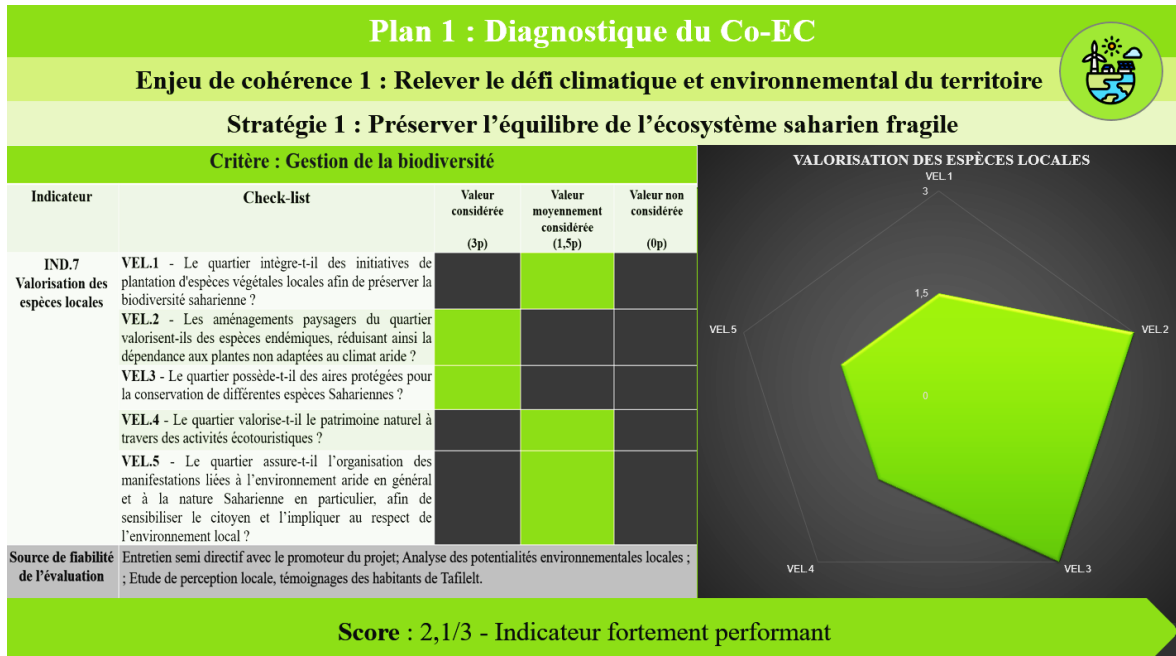 Plan 1 : Diagnostique du Co-EC
Enjeu de cohérence 1 : Relever le défi climatique et environnemental du territoire
Stratégie 1 : Préserver l’équilibre de l’écosystème saharien fragile
Critère : Gestion de la biodiversité
Indicateur
Check-list
Valeur
considérée
(3p)
Valeur
moyennement
considérée
(1,5p)
Valeur non
considérée
(0p)
IND.7
Valorisation des
espèces locales
VEL.1 - Le quartier intègre-t-il des initiatives de
plantation d'espèces végétales locales afin de préserver la
biodiversité saharienne ?
VEL.2 - Les aménagements paysagers du quartier
valorisent-ils des espèces endémiques, réduisant ainsi la
dépendance aux plantes non adaptées au climat aride ?
VEL3 - Le quartier possède-t-il des aires protégées pour
la conservation de différentes espèces Sahariennes ?
VEL.4 - Le quartier valorise-t-il le patrimoine naturel à
travers des activités écotouristiques ?
VEL.5 - Le quartier assure-t-il l’organisation des
manifestations liées à l’environnement aride en général
et à la nature Saharienne en particulier, afin de
sensibiliser le citoyen et l’impliquer au respect de
l’environnement local ?
Source de fiabilité
de l’évaluation
Entretien semi directif avec le promoteur du projet; Analyse des potentialités environnementales locales ;
; Etude de perception locale, témoignages des habitants de Tafilelt.
VALORISATION DES ESPÈCES LOCALES
VEL.1
3
1,5
0
VEL.2
VEL.3
VEL.4
VEL.5
Score : 2,1/3 - Indicateur fortement performant